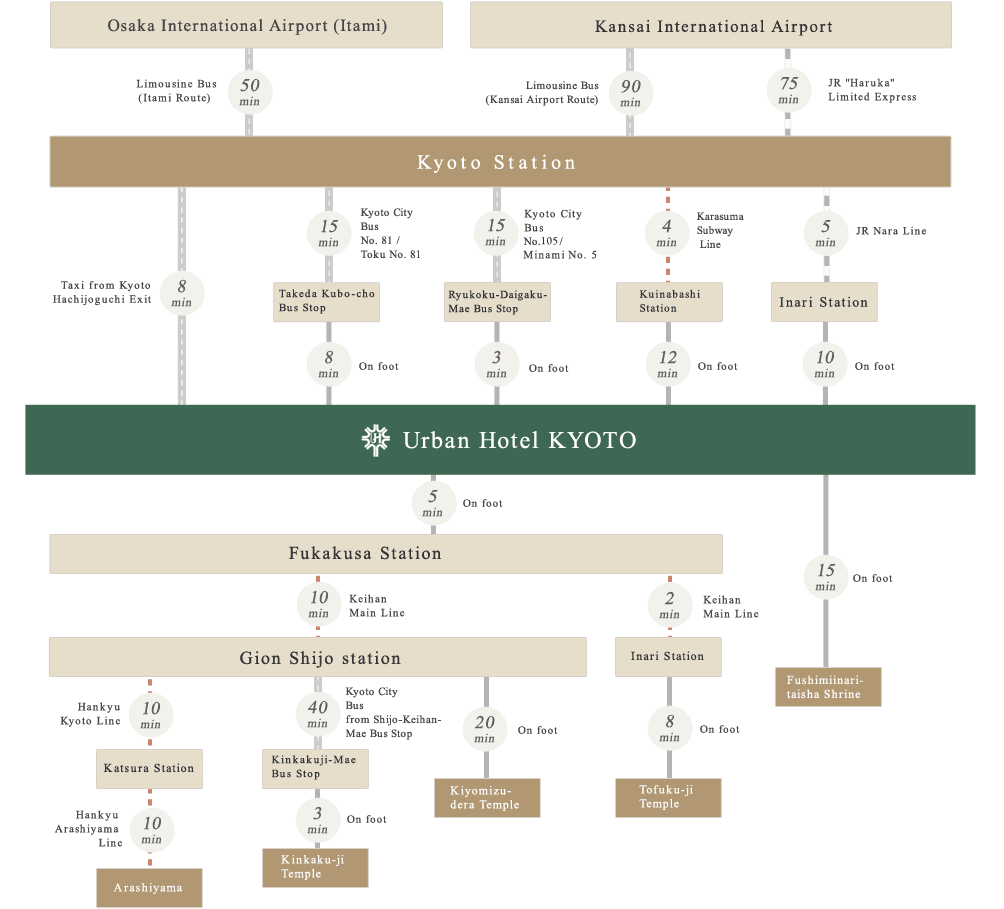 Osaka International Airport (Itami)
Kansai International Airport
Limousine Bus
(Itami Route)
50
min
Limousine Bus
(Kansai Airport Route)
90
min
75
min
JR "Haruka"
Limited Express
Kyoto Station
Taxi from Kyoto
Hachijoguchi Exit
8
min
15
min
Kyoto City
Bus
No. 81 /
Toku No. 81
15
min
Kyoto City
Bus
No.105/
Minami No. 5
4
min
Karasuma
Subway
Line
5
min
JR Nara Line
Takeda Kubo-cho
Bus Stop
Ryukoku-Daigaku-
Mae Bus Stop
Kuinabashi
Station
Inari Station
8
min
On foot
3
min
On foot
12
min
On foot
10
min
On foot
H
Urban Hotel KYOTO
5
min
On foot
Fukakusa Station
15
min
On foot
10
min
Keihan
Main Line
2
min
Keihan
Main Line
Gion Shijo station
Inari Station
Fushimiinari-
taisha Shrine
Hankyu
Kyoto Line
10
min
40
min
Kyoto City
Bus
from Shijo-Keihan-
Mae Bus Stop
20
min
On foot
8
min
On foot
Katsura Station
Kinkakuji-Mae
Bus Stop
Kiyomizu-
dera Temple
Tofuku-ji
Temple
Hankyu
Arashiyama
Line
10
min
3
min
On foot
Kinkaku-ji
Temple
Arashiyama